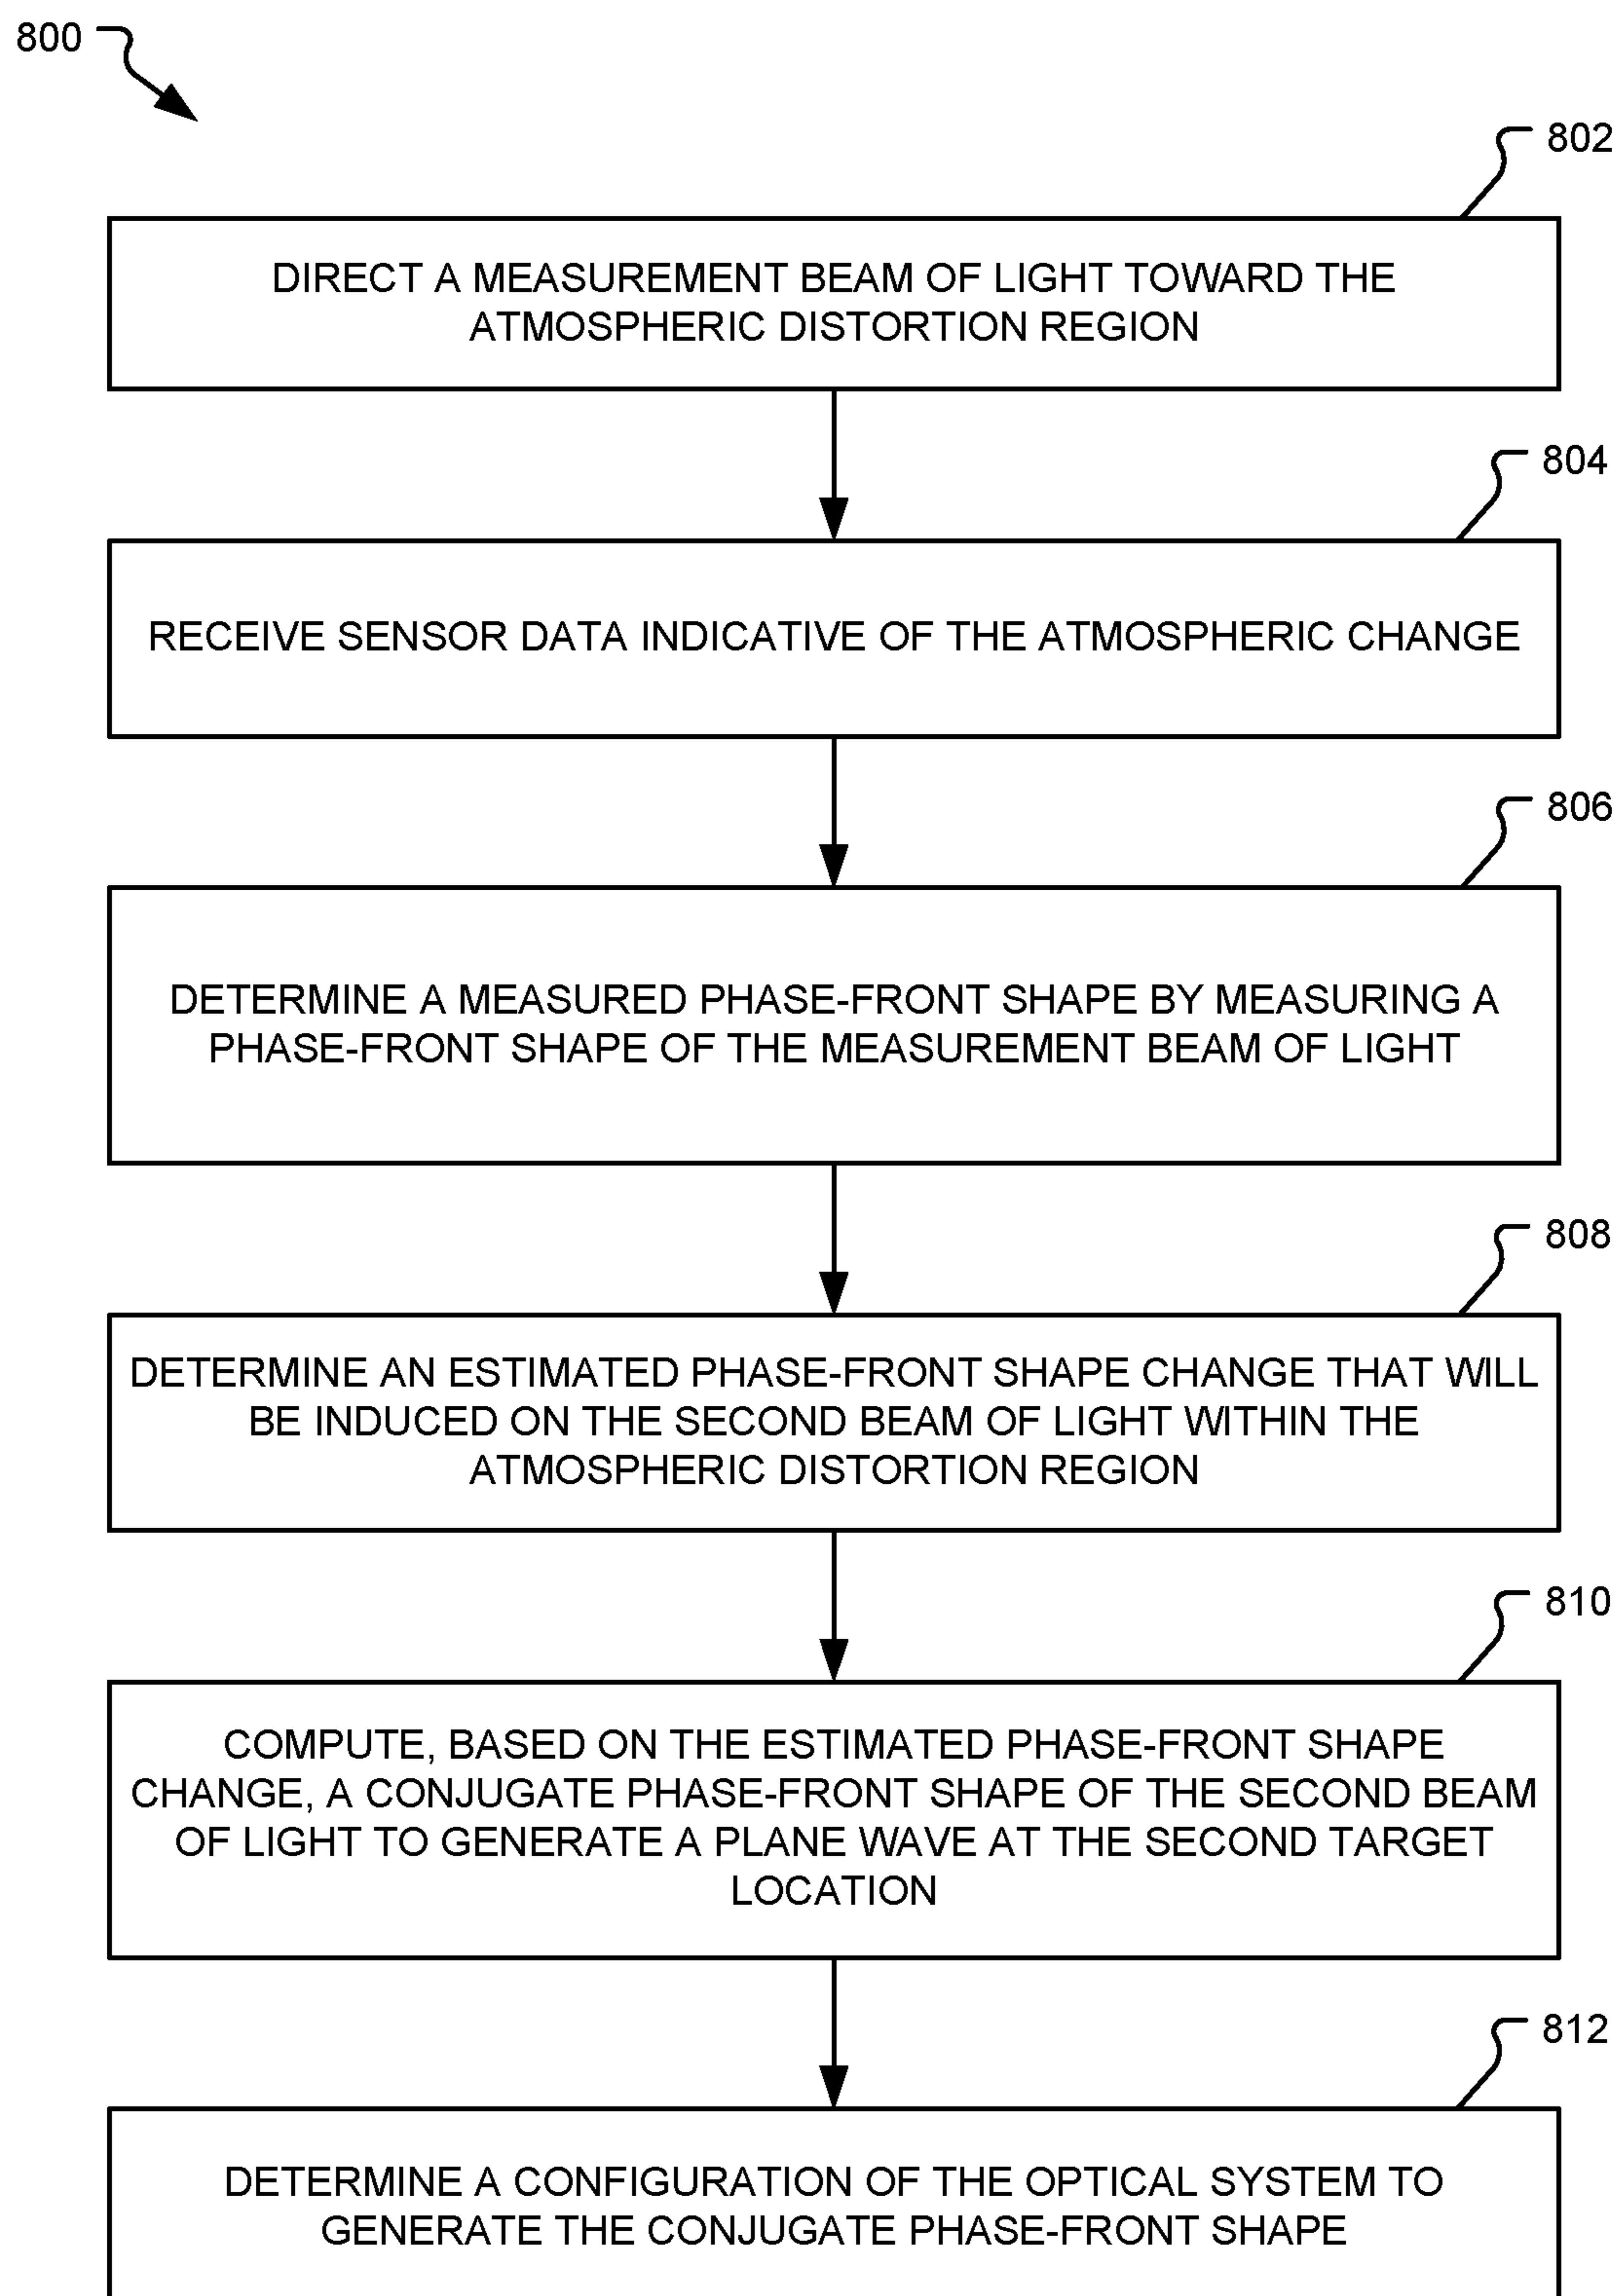 800
802
DIRECT A MEASUREMENT BEAM OF LIGHT TOWARD THE
ATMOSPHERIC DISTORTION REGION
804
RECEIVE SENSOR DATA INDICATIVE OF THE ATMOSPHERIC CHANGE
806
DETERMINE A MEASURED PHASE-FRONT SHAPE BY MEASURING A
PHASE-FRONT SHAPE OF THE MEASUREMENT BEAM OF LIGHT
808
DETERMINE AN ESTIMATED PHASE-FRONT SHAPE CHANGE THAT WILL
BE INDUCED ON THE SECOND BEAM OF LIGHT WITHIN THE
ATMOSPHERIC DISTORTION REGION
810
COMPUTE, BASED ON THE ESTIMATED PHASE-FRONT SHAPE
CHANGE, A CONJUGATE PHASE-FRONT SHAPE OF THE SECOND BEAM
OF LIGHT TO GENERATE A PLANE WAVE AT THE SECOND TARGET
LOCATION
812
DETERMINE A CONFIGURATION OF THE OPTICAL SYSTEM TO
GENERATE THE CONJUGATE PHASE-FRONT SHAPE